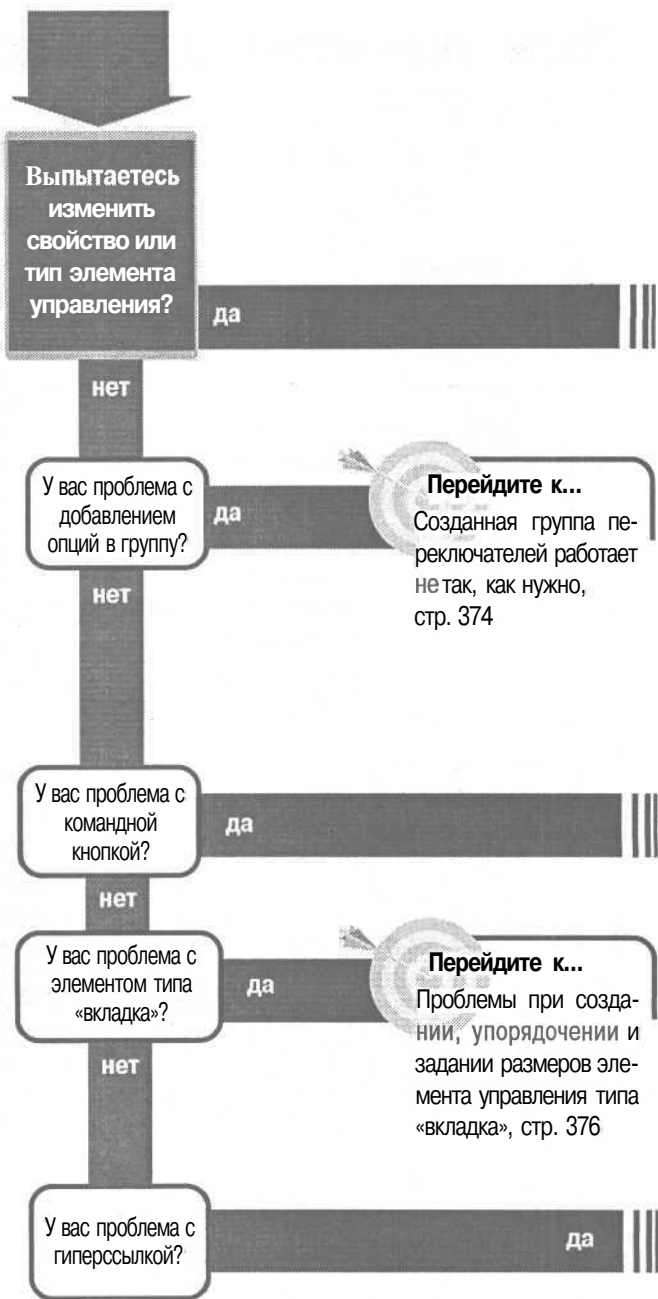 Выпытаетесь
изменить
свойство или
тип элемента
управления?
да
нет
У вас проблема с
добавлением
опций в группу?
да
Перейдите к...
Созданная группа пе-
реключателей работает
не так, как нужно,
стр. 374
нет
У вас проблема с
командной
кнопкой?
да
нет
У вас проблема с
элементом типа
«вкладка»?
да
Перейдите к...
Проблемы при созда-
нии, упорядочении и
задании размеров эле-
мента управления типа
«вкладка», стр. 376
нет
У вас проблема с
гиперссылкой?
да